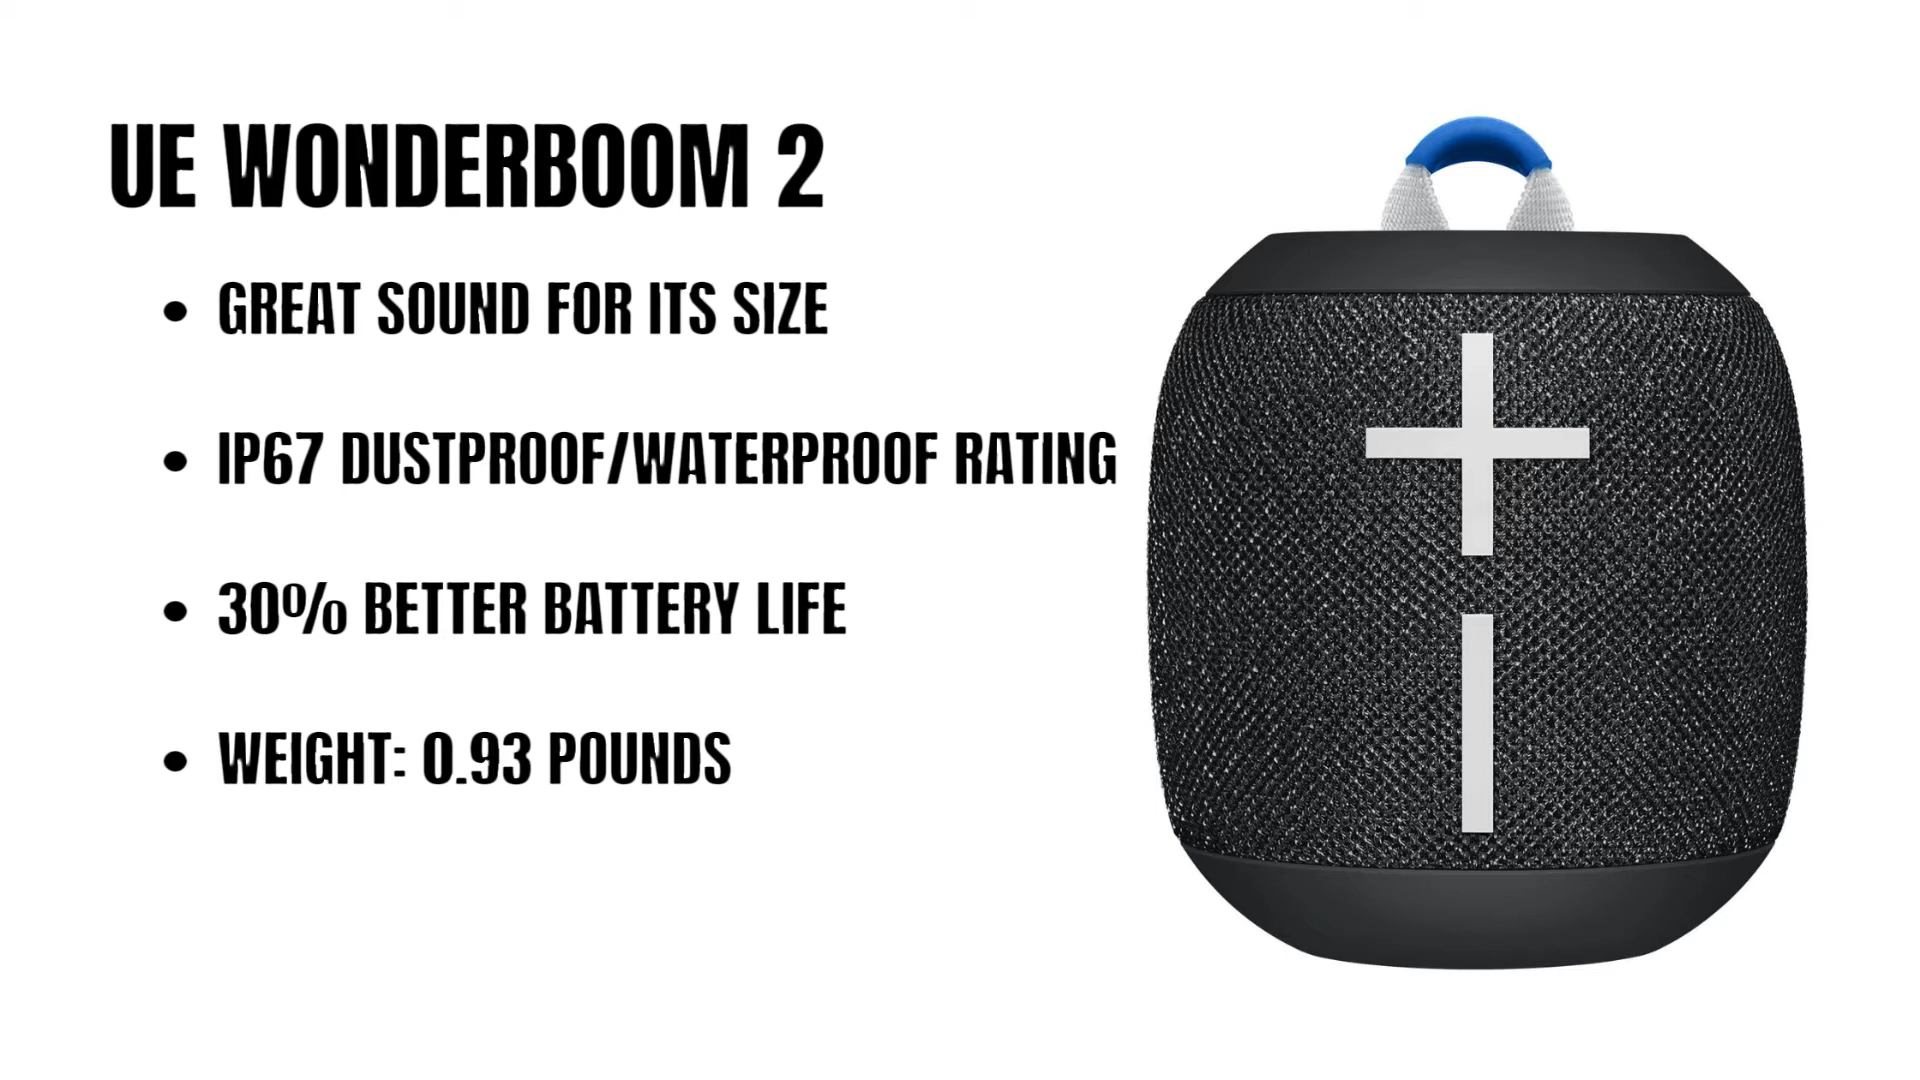 UE WONDERBOOM 2
• GREAT SOUND FOR ITS SIZE
• IP67 DUSTPROOF/WATERPROOF RATING
• 30% BETTER BATTERY LIFE
• WEIGHT: 0.93 POUNDS